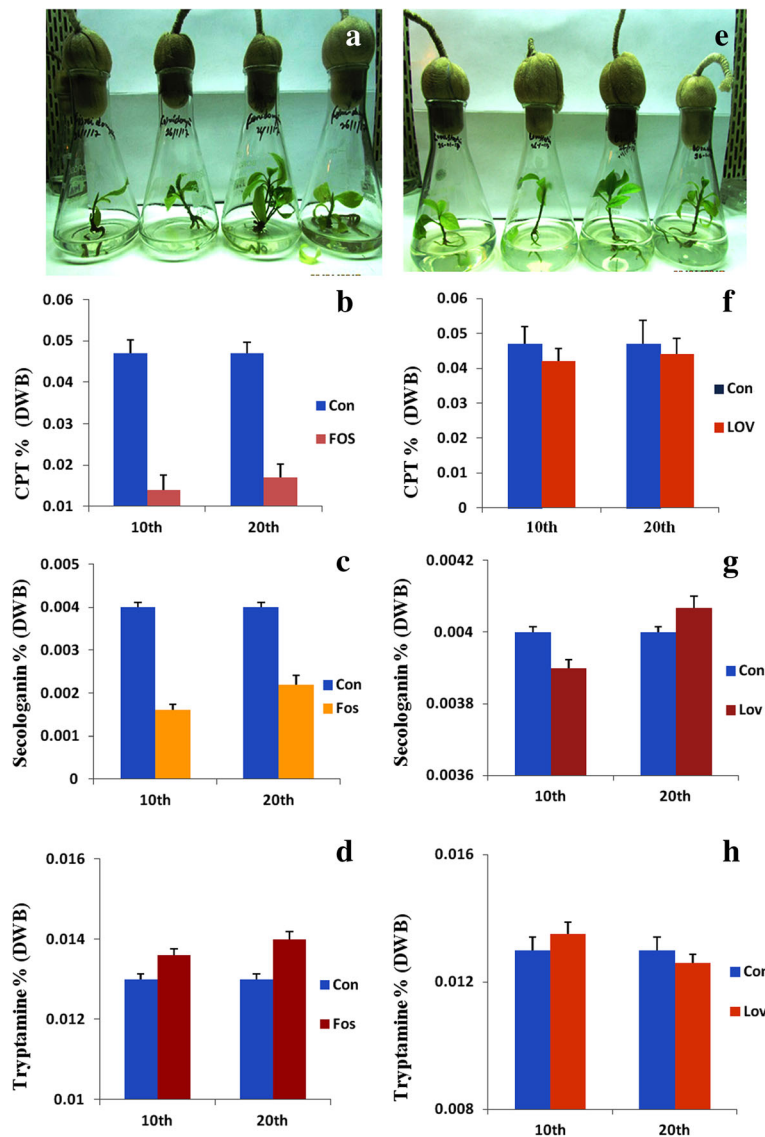 a
e
b
0.06
0.05
0.04
0.03
0.02
0.01
CPT % (DWB)
10th
20th
Con
FOS
f
0.06
0.05
0.04
0.03
0.02
0.01
0
CPT % (DWB)
10th
20th
Con
LOV
c
0.005
0.004
0.003
0.002
0.001
0
Secologanin % (DWB)
10th
20th
Con
Fos
g
0.0042
0.004
0.0038
0.0036
Secologanin % (DWB)
10th
20th
Con
Lov
d
0.016
0.014
0.012
0.01
Tryptamine % (DWB)
10th
20th
Con
Fos
h
0.016
0.012
0.008
Tryptamine % (DWB)
10th
20th
Con
Lov